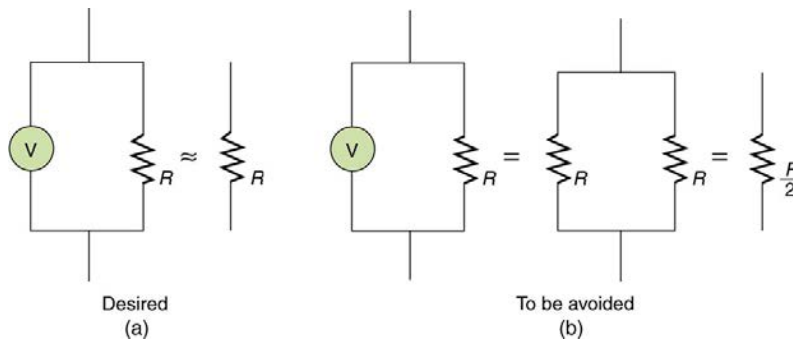 V
R
≈
R
V
R
=
R
R
=
2
Desired
(a)
To be avoided
(b)